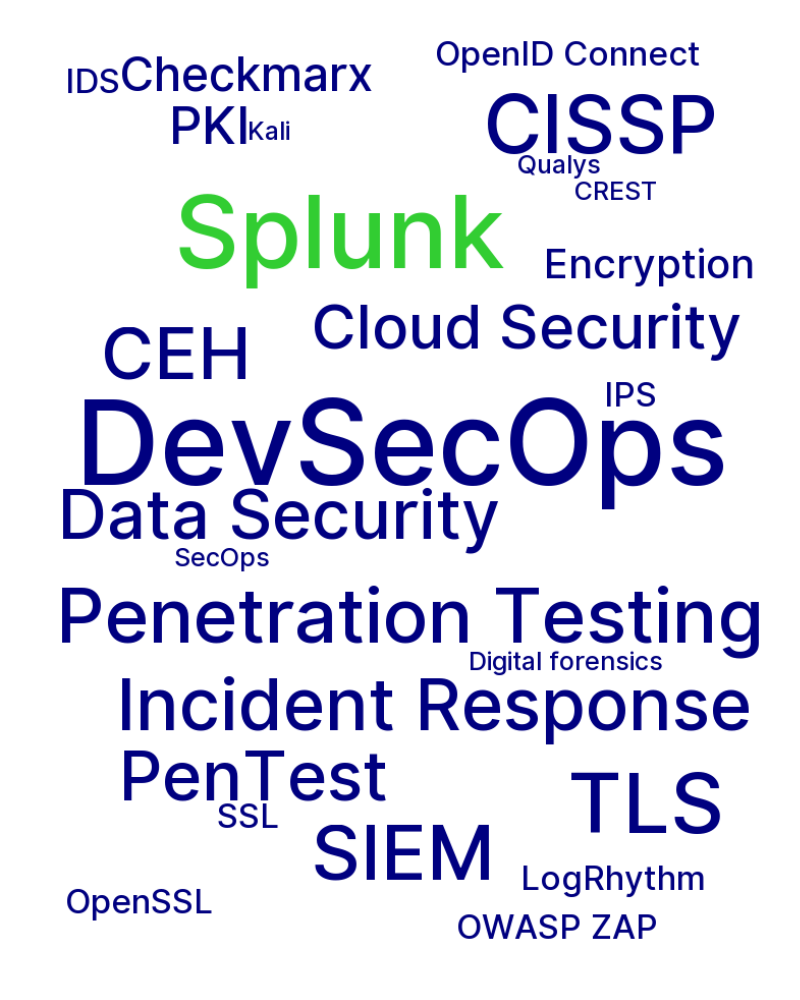 OpenID Connect
IDS
Checkmarx
CISSP
PKI
Kali
Qualys
CREST
Splunk
Encryption
Cloud Security
CEH
IPS
DevSecOps
Data Security
SecOps
Penetration Testing
Digital forensics
Incident Response
PenTest
TLS
SSL
SIEM
LogRhythm
OpenSSL
OWASP ZAP